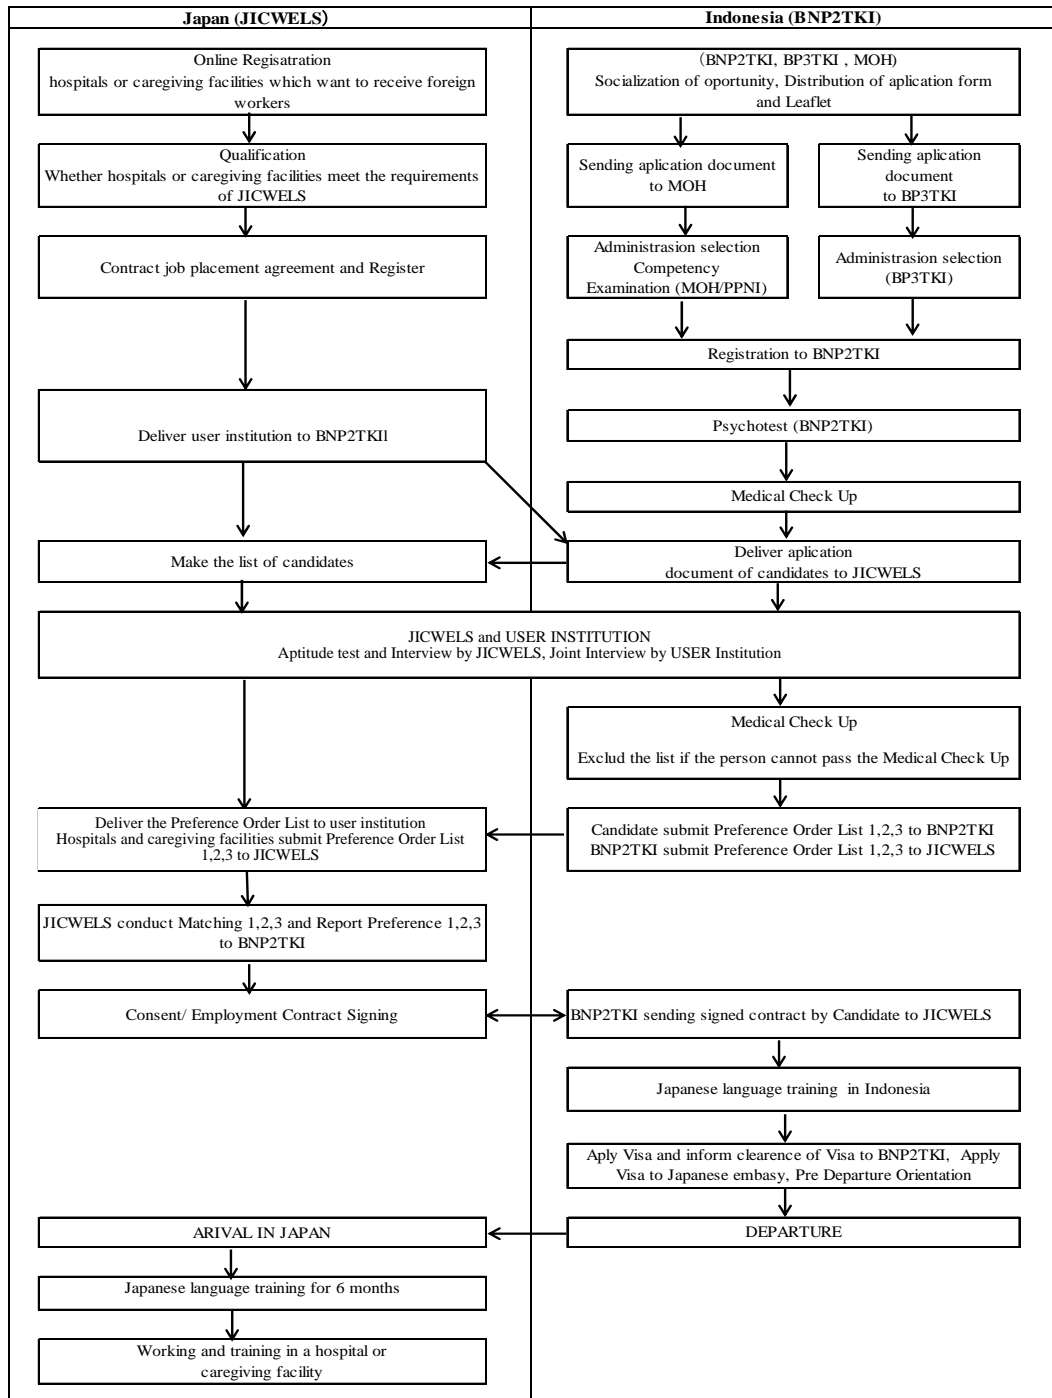 Japan (JICWELS)
Indonesia (BNP2TKI)
Online Regisatration
hospitals or caregiving facilities which want to receive foreign
workers
(BNP2TKI, BP3TKI , MOH)
Socialization of oportunity, Distribution of aplication form
and Leaflet
Qualification
Whether hospitals or caregiving facilities meet the requirements
of JICWELS
Sending aplication document
to MOH
Sending aplication
document
to BP3TKI
Contract job placement agreement and Register
Administrasion selection
Competency
Examination (MOH/PPNI)
Administrasion selection
(BP3TKI)
Registration to BNP2TKI
Deliver user institution to BNP2TKIl
Psychotest (BNP2TKI)
Medical Check Up
Make the list of candidates
Deliver aplication
document of candidates to JICWELS
JICWELS and USER INSTITUTION
Aptitude test and Interview by JICWELS, Joint Interview by USER Institution
Medical Check Up
Exclud the list if the person cannot pass the Medical Check Up
Deliver the Preference Order List to user institution
Hospitals and caregiving facilities submit Preference Order List
1,2,3 to JICWELS
Candidate submit Preference Order List 1,2,3 to BNP2TKI
BNP2TKI submit Preference Order List 1,2,3 to JICWELS
JICWELS conduct Matching 1,2,3 and Report Preference 1,2,3
to BNP2TKI
Consent/ Employment Contract Signing
BNP2TKI sending signed contract by Candidate to JICWELS
Japanese language training in Indonesia
Aply Visa and inform clearence of Visa to BNP2TKI, Apply
Visa to Japanese embasy, Pre Departure Orientation
ARIVAL IN JAPAN
DEPARTURE
Japanese language training for 6 months
Working and training in a hospital or
caregiving facility